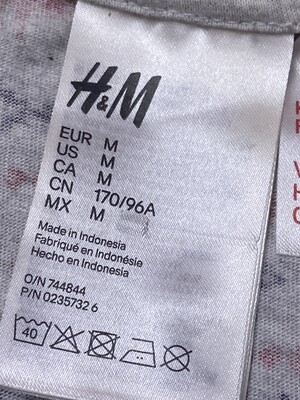 H&M
EUR M
US M
CA M
CN 170/96A
MX M
Made in Indonesia
Fabriqué en Indonésie
Hecho en Indonesia
O/N 744844
P/N 0235732 6
40